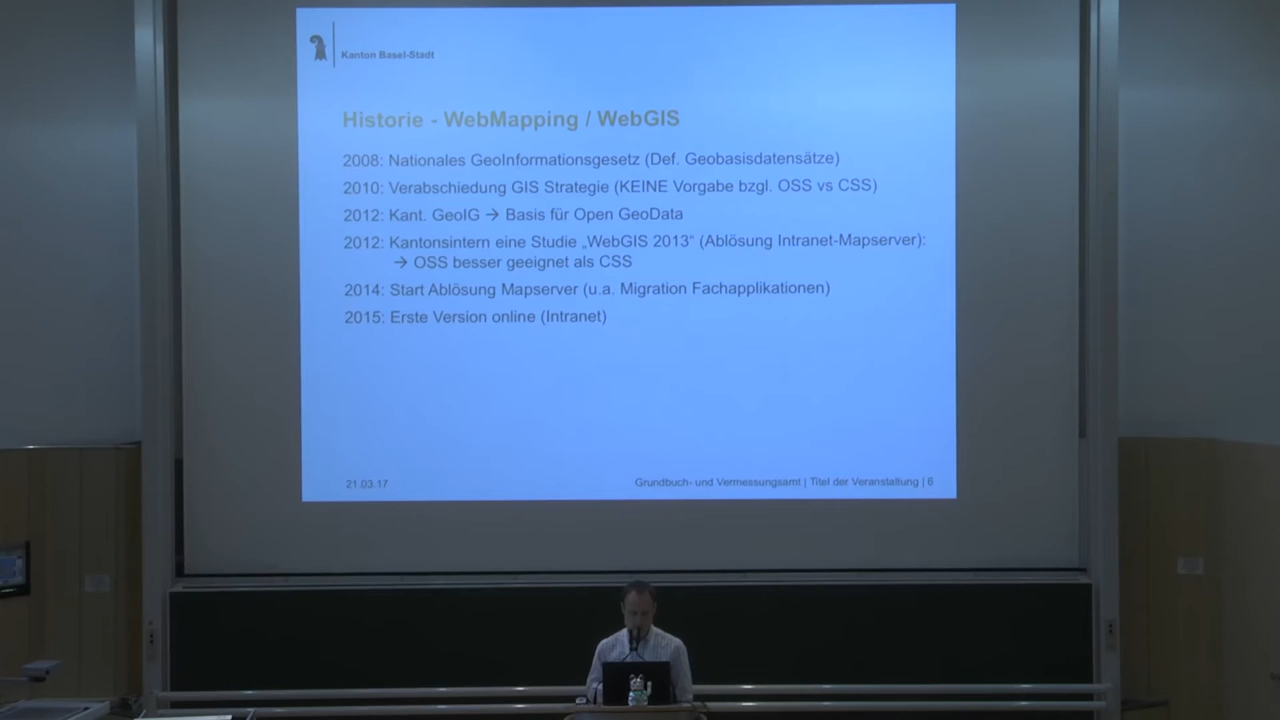 Kanton Basel-Stadt
Historie - WebMapping / WebGIS
2008: Nationales GeoInformationsgesetz (Def. Geobasisdatensätze)
2010: Verabschiedung GIS Strategie (KEINE Vorgabe bzgl. OSS vs CSS)
2012: Kant. GeoIG → Basis für Open GeoData
2012: Kantonsintern eine Studie „WebGIS 2013“ (Ablösung Intranet-Mapserver):
→ OSS besser geeignet als CSS
2014: Start Ablösung Mapserver (u.a. Migration Fachapplikationen)
2015: Erste Version online (Intranet)
21.03.17
Grundbuch- und Vermessungsamt | Titel der Veranstaltung | 6